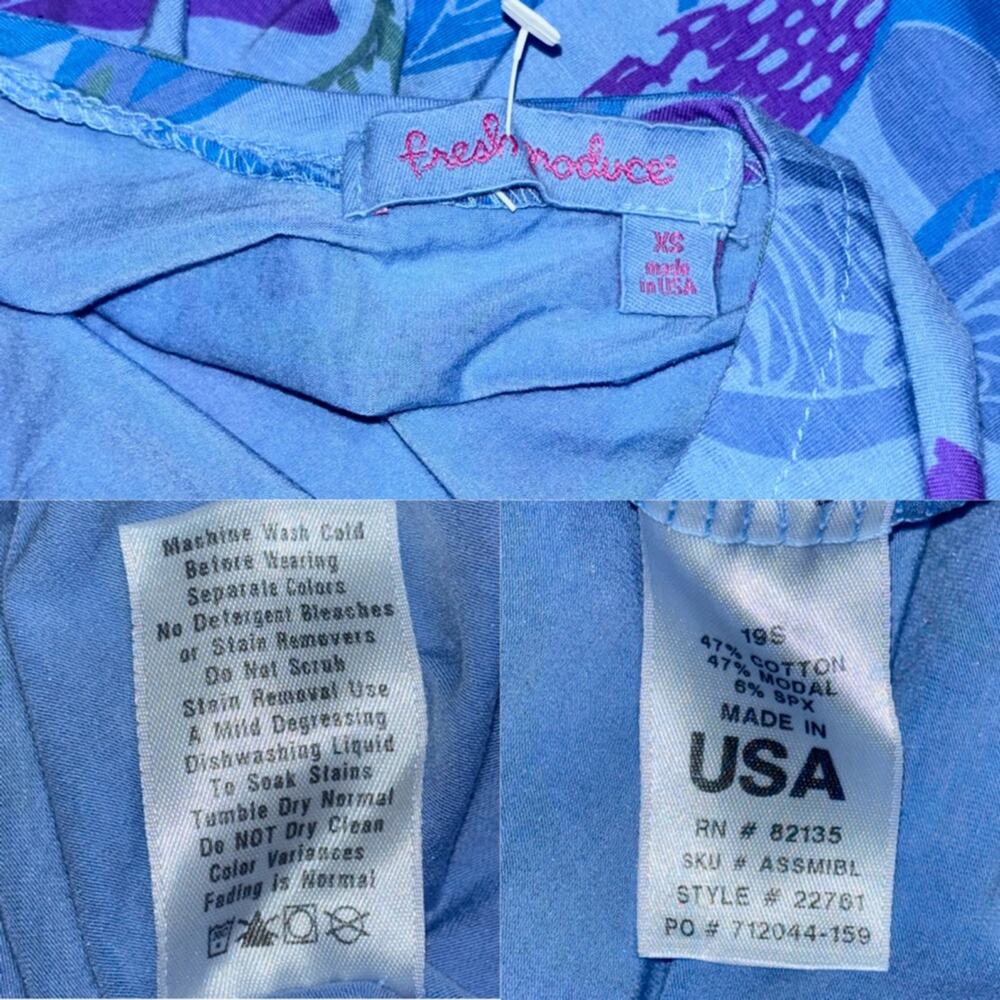 fresh produce
XS
made
in USA
Machine Wash Cold
Before Wearing
Separate Colors
No Detergent Bleaches
or Stain Removers
Do Not Scrub
Stain Removal Use
A Mild Degreasing
Dishwashing Liquid
To Soak Stains
Tumble Dry Normal
Do NOT Dry Clean
Color Variances
Fading is Normal
19S
47% COTTON
47% MODAL
6% SPX
MADE IN
USA
RN # 82135
SKU # ASSMIBL
STYLE # 22761
PO # 712044-159